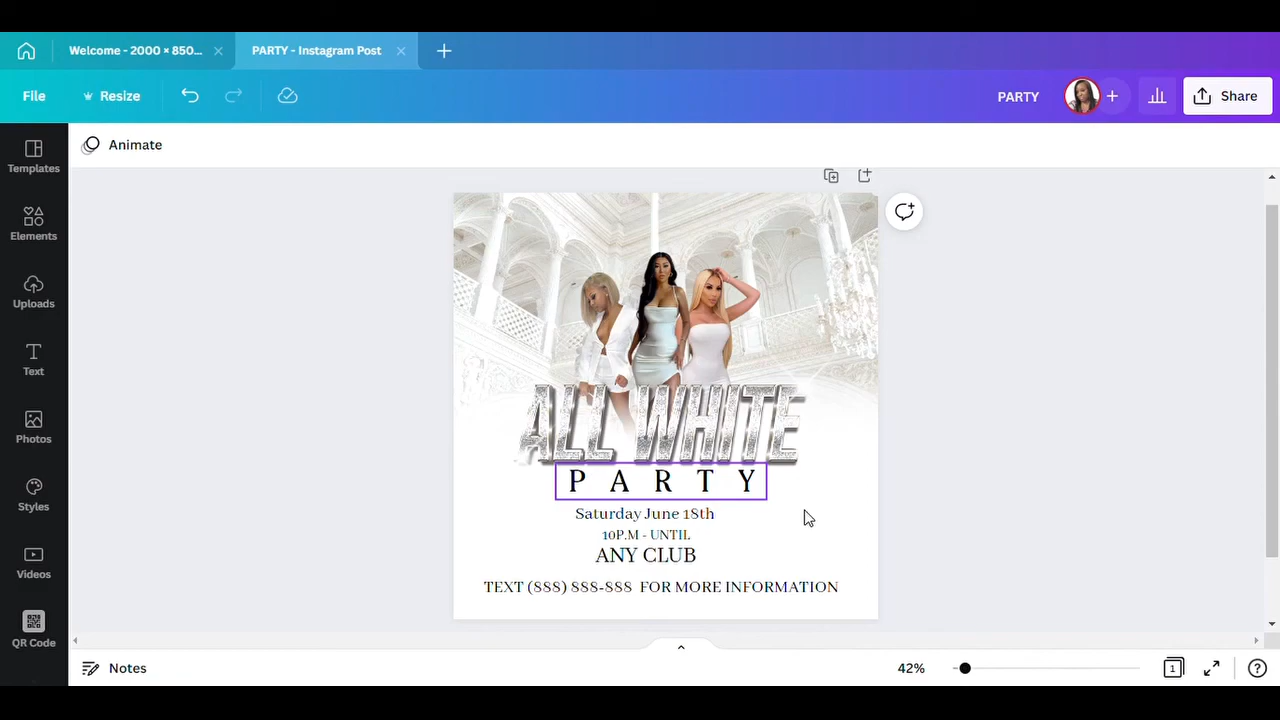 Welcome - 2000 × 850...
PARTY - Instagram Post
File
Resize
PARTY
Share
Templates
Elements
Uploads
Text
Photos
Styles
Videos
QR Code
Animate
ALL WHITE
PARTY
Saturday June 18th
10P.M - UNTIL
ANY CLUB
TEXT (888) 888-888 FOR MORE INFORMATION
Notes
42%
1